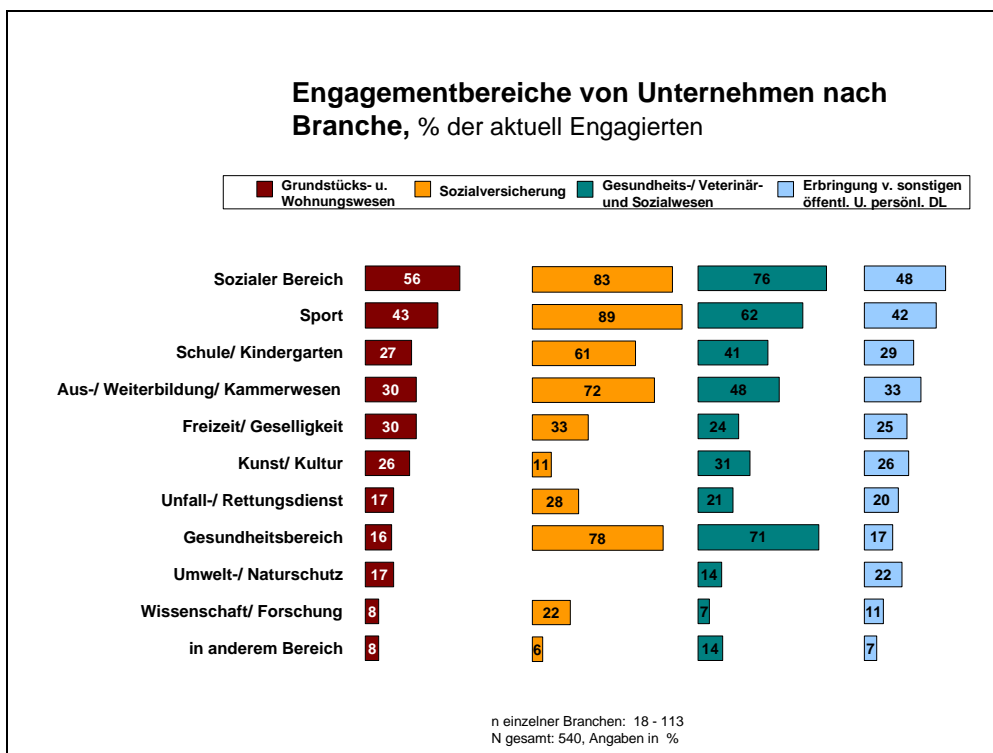 Engagementbereiche von Unternehmen nach
Branche, % der aktuell Engagierten
Grundstücks- u.
Wohnungswesen
Sozialversicherung
Gesundheits-/ Veterinär-
und Sozialwesen
Erbringung v. sonstigen
öffentl. U. persönl. DL
Sozialer Bereich 56 83 76 48
Sport 43 89 62 42
Schule/ Kindergarten 27 61 41 29
Aus-/ Weiterbildung/ Kammerwesen 30 72 48 33
Freizeit/ Geselligkeit 30 33 24 25
Kunst/ Kultur 26 11 31 26
Unfall-/ Rettungsdienst 17 28 21 20
Gesundheitsbereich 16 78 71 17
Umwelt-/ Naturschutz 17 14 22
Wissenschaft/ Forschung 8 22 7 11
in anderem Bereich 8 6 14 7
n einzelner Branchen: 18 - 113
N gesamt: 540, Angaben in %